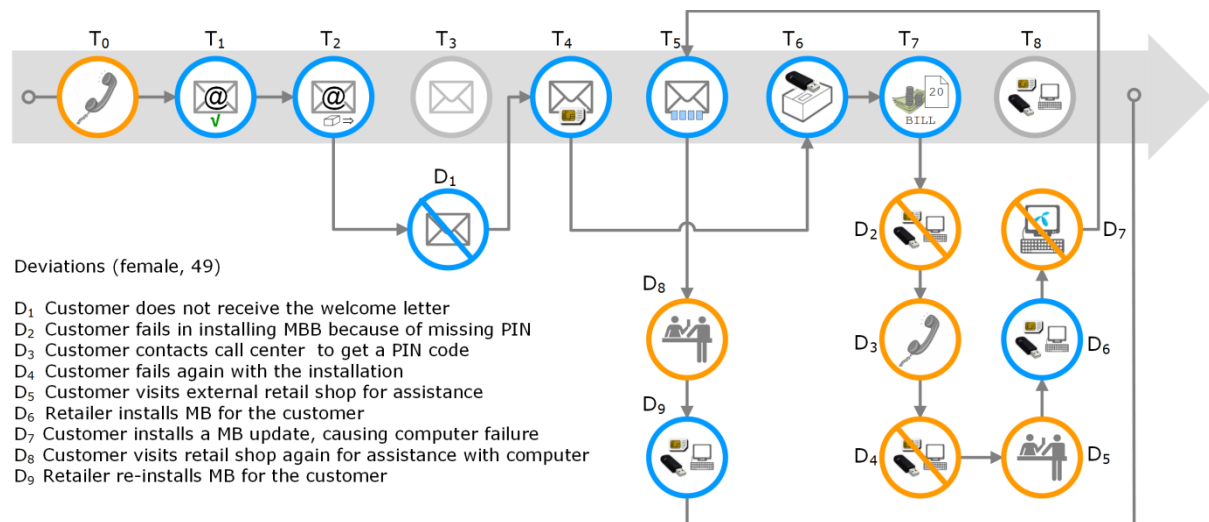 T0 T1 T2 T3 T4 T5 T6 T7 T8
@ @ 20
√ BILL
D1
D2 D7
Deviations (female, 49)
D8
D1 Customer does not receive the welcome letter
D2 Customer fails in installing MBB because of missing PIN
D3 Customer contacts call center to get a PIN code
D3 D6
D4 Customer fails again with the installation
D5 Customer visits external retail shop for assistance
D9
D6 Retailer installs MB for the customer
D7 Customer installs a MB update, causing computer failure
D8 Customer visits retail shop again for assistance with computer
D4 D5
D9 Retailer re-installs MB for the customer